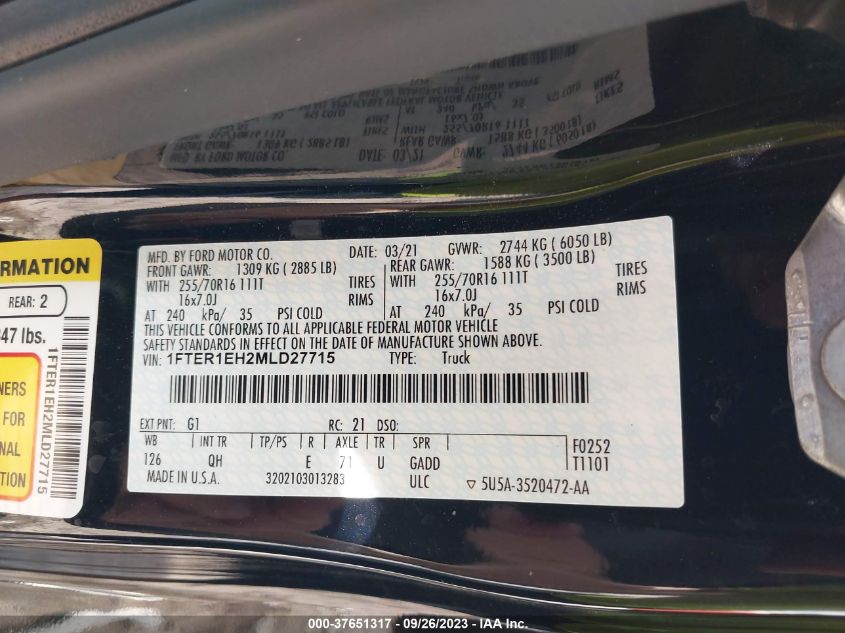 MFD. BY FORD MOTOR CO. DATE: 03/21 GVWR: 2744 KG ( 6050 LB)
FRONT GAWR: 1309 KG ( 2885 LB) REAR GAWR: 1588 KG ( 3500 LB)
WITH 255/70R16 111T TIRES WITH 255/70R16 111T TIRES
16x7.0J RIMS 16x7.0J RIMS
AT 240 kPa/ 35 PSI COLD AT 240 kPa/ 35 PSI COLD
THIS VEHICLE CONFORMS TO ALL APPLICABLE FEDERAL MOTOR VEHICLE
SAFETY STANDARDS IN EFFECT ON THE DATE OF MANUFACTURE SHOWN ABOVE.
VIN: 1FTER1EH2MLD27715 TYPE: Truck
EXT PNT: G1 RC: 21 DSO:
WB INT TR TP/PS R AXLE TR SPR F0252
126 QH E 71 U GADD T1101
MADE IN U.S.A. 3202103013283 ULC ▽ 5U5A-3520472-AA
RMATION
REAR: 2
47 lbs.
NERS
FOR
NAL
TION
1FTER1EH2MLD27715
000-37651317 - 09/26/2023 - IAA Inc.